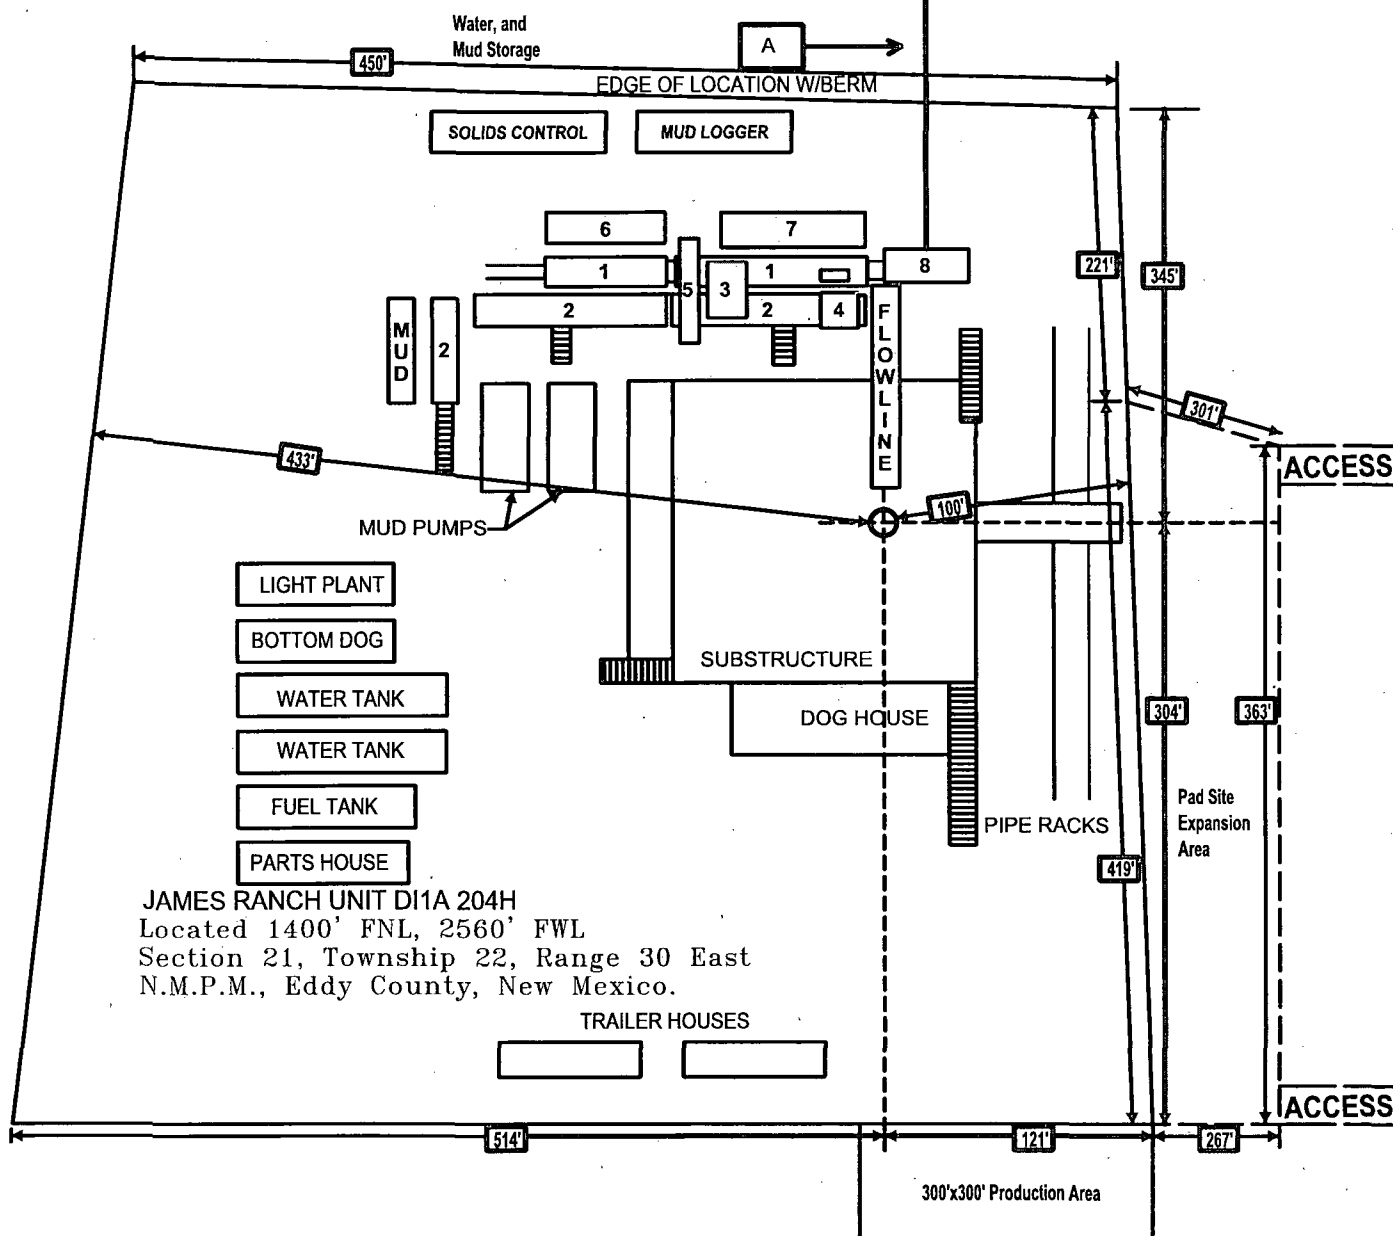 Water, and
Mud Storage
A
450'
EDGE OF LOCATION W/BERM
SOLIDS CONTROL
MUD LOGGER
6
7
1
1
8
221'
345'
5
3
2
2
4
MUD
2
FLOWLINE
301'
433'
ACCESS
100'
MUD PUMPS
LIGHT PLANT
BOTTOM DOG
SUBSTRUCTURE
WATER TANK
DOG HOUSE
304'
363'
WATER TANK
FUEL TANK
PIPE RACKS
Pad Site
Expansion
Area
PARTS HOUSE
419'
JAMES RANCH UNIT DI1A 204H
Located 1400' FNL, 2560' FWL
Section 21, Township 22, Range 30 East
N.M.P.M., Eddy County, New Mexico.
TRAILER HOUSES
ACCESS
514'
121'
267'
300'x300' Production Area